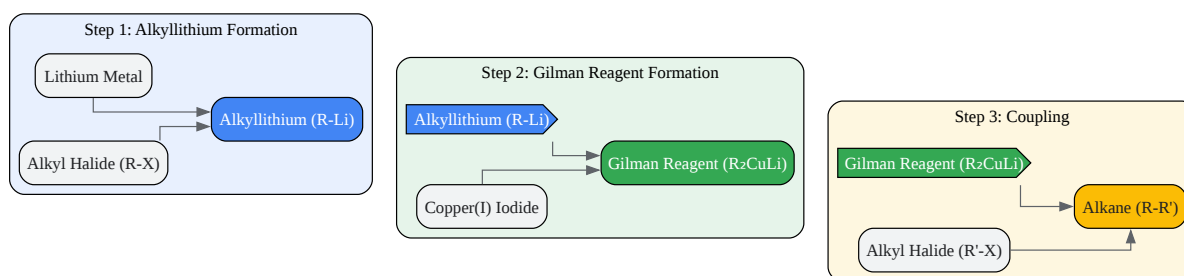 Step 1: Alkyllithium Formation
Lithium Metal
Alkyllithium (R-Li)
Alkyl Halide (R-X)
Step 2: Gilman Reagent Formation
Alkyllithium (R-Li)
Gilman Reagent (R₂CuLi)
Copper(I) Iodide
Step 3: Coupling
Gilman Reagent (R₂CuLi)
Alkane (R-R')
Alkyl Halide (R'-X)